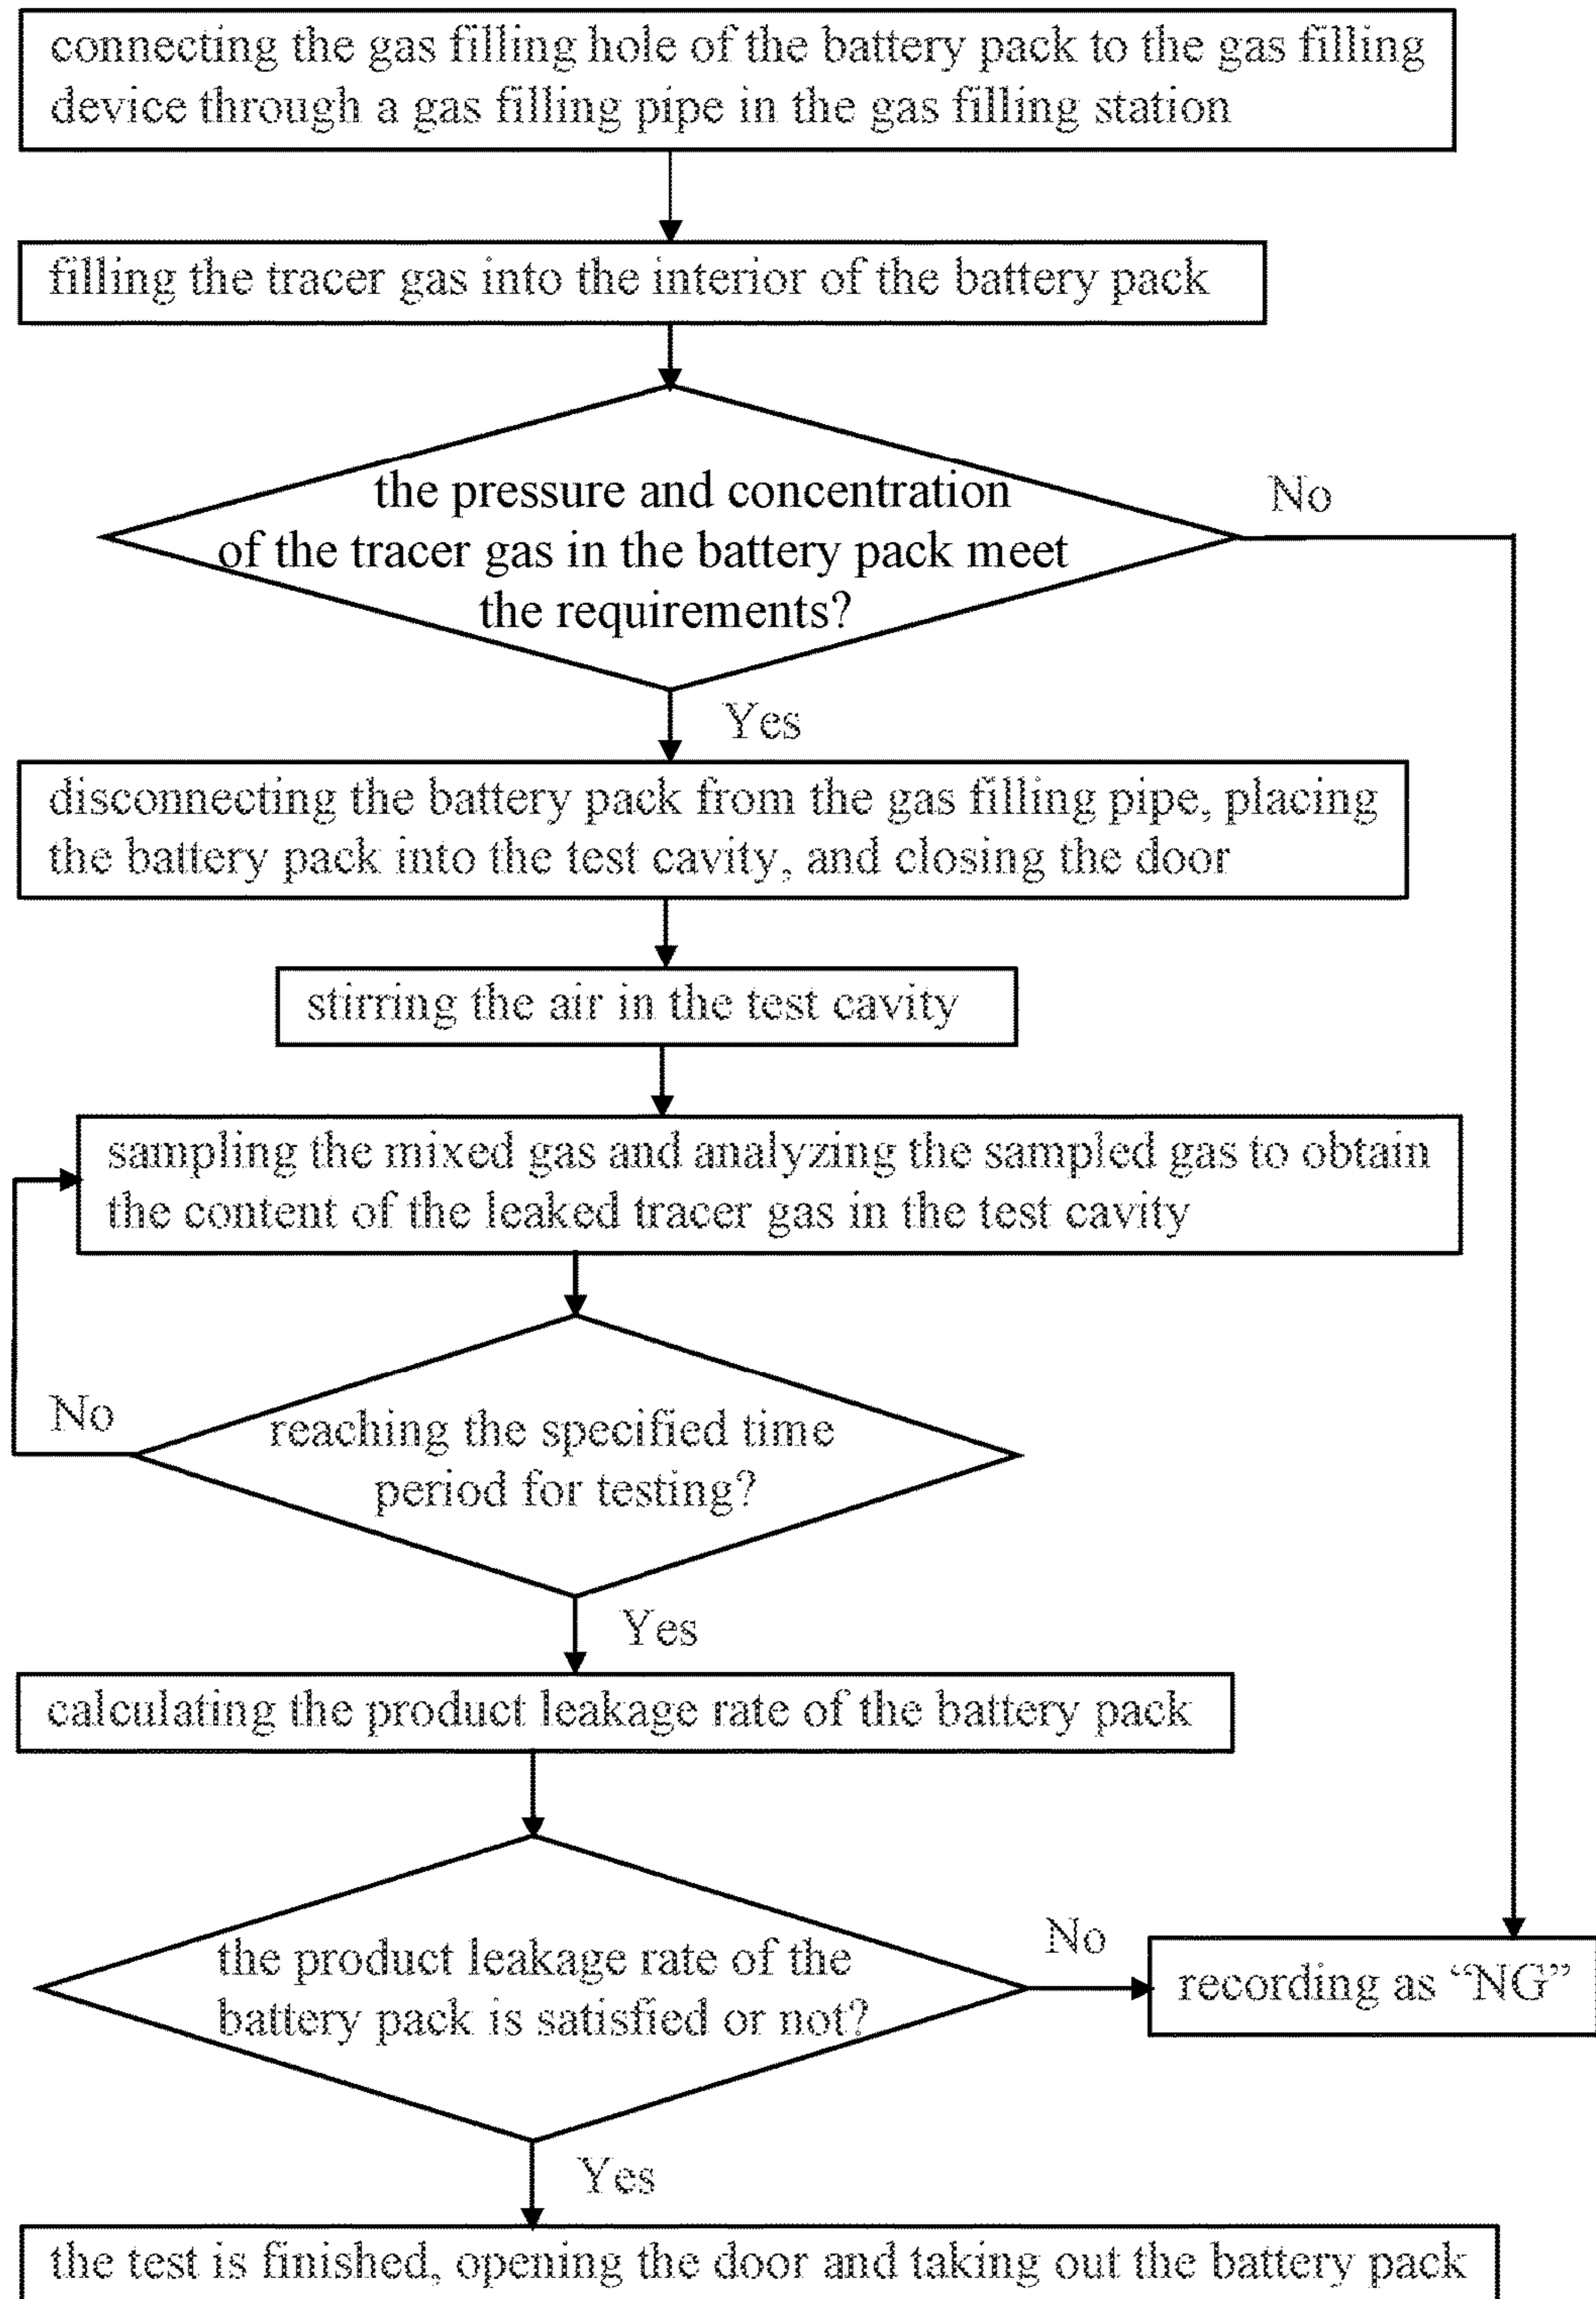 connecting the gas filling hole of the battery pack to the gas filling
device through a gas filling pipe in the gas filling station
filling the tracer gas into the interior of the battery pack
the pressure and concentration
of the tracer gas in the battery pack meet
the requirements?
No
Yes
disconnecting the battery pack from the gas filling pipe, placing
the battery pack into the test cavity, and closing the door
stirring the air in the test cavity
sampling the mixed gas and analyzing the sampled gas to obtain
the content of the leaked tracer gas in the test cavity
No
reaching the specified time
period for testing?
Yes
calculating the product leakage rate of the battery pack
the product leakage rate of the
battery pack is satisfied or not?
No
recording as “NG”
Yes
the test is finished, opening the door and taking out the battery pack